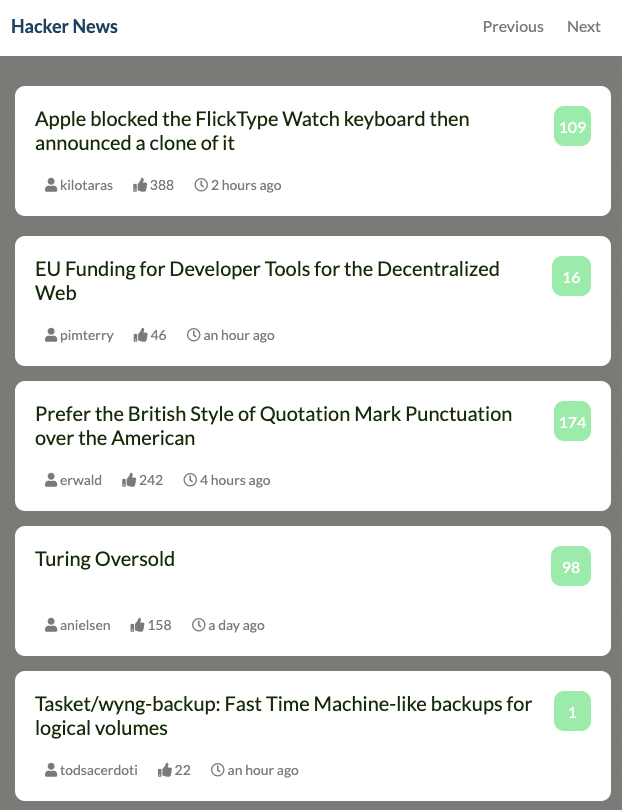 Hacker News
Previous
Next
Apple blocked the FlickType Watch keyboard then
announced a clone of it
109
kilotaras 388 2 hours ago
EU Funding for Developer Tools for the Decentralized
Web
16
pimterry 46 an hour ago
Prefer the British Style of Quotation Mark Punctuation
over the American
174
erwald 242 4 hours ago
Turing Oversold
98
anielsen 158 a day ago
Tasket/wyng-backup: Fast Time Machine-like backups for
logical volumes
1
todsacerdoti 22 an hour ago